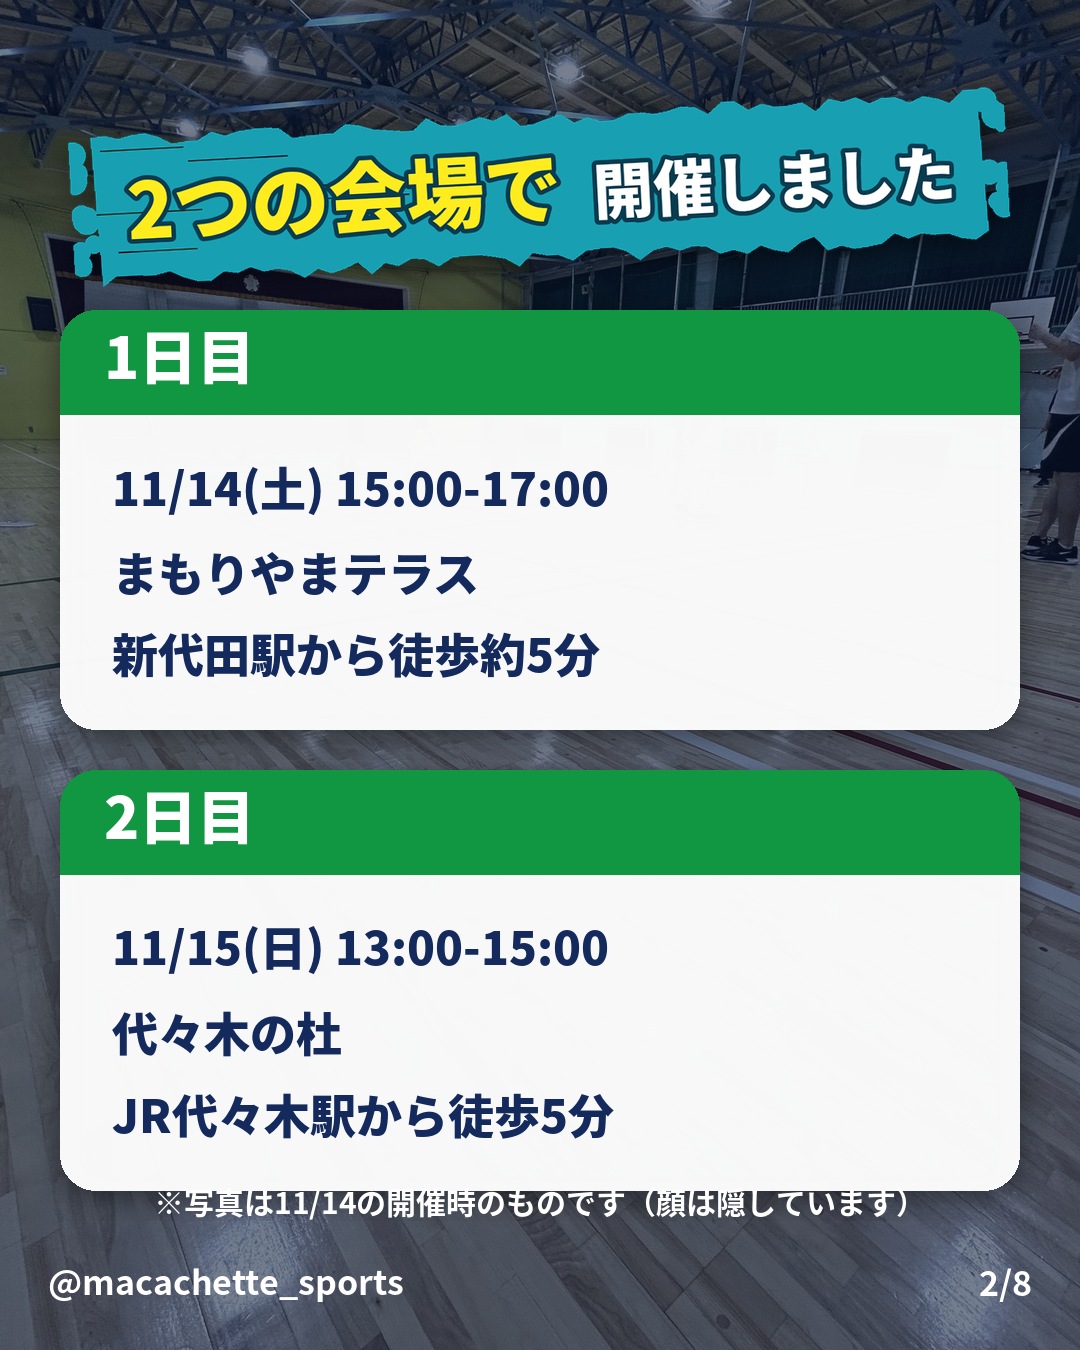 2つの会場で 開催しました
1日目
11/14(土) 15:00-17:00
まもりやまテラス
新代田駅から徒歩約5分
2日目
11/15(日) 13:00-15:00
代々木の杜
JR代々木駅から徒歩5分
※写真は11/14の開催時のものです（顔は隠しています）
@macachette_sports
2/8